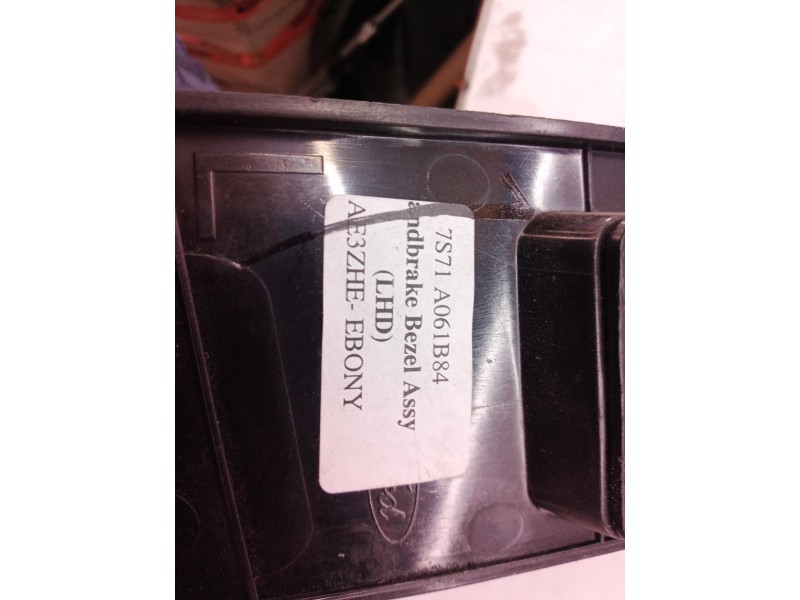 7S71 A061B84
andbrake Bezel Assy
(LHD)
AE3ZHE- EBONY